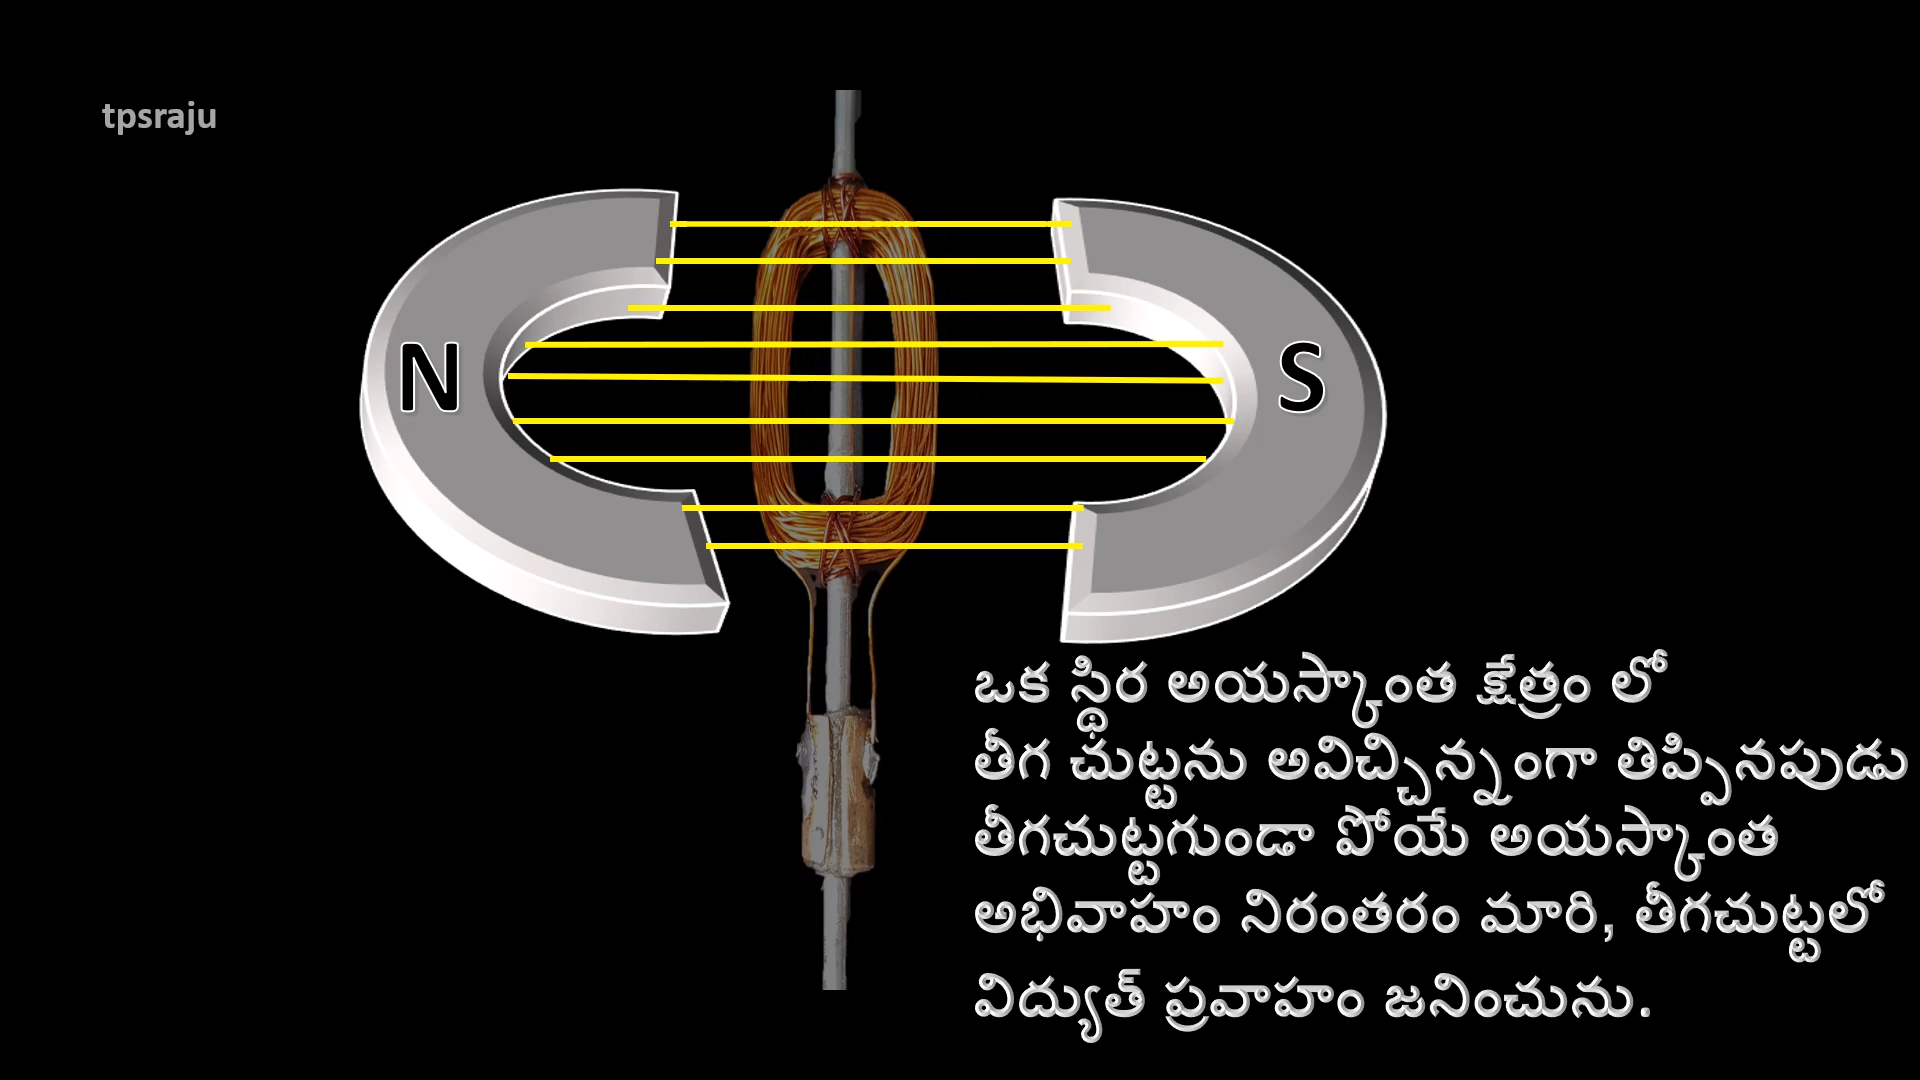 tpsraju
N
S
ఒక స్థిర అయస్కాంత క్షేత్రం లో
తీగ చుట్టను అవిచ్చిన్నంగా తిప్పినపుడు
తీగచుట్టగుండా పోయే అయస్కాంత
అభివాహం నిరంతరం మారి, తీగచుట్టలో
విద్యుత్ ప్రవాహం జనించును.